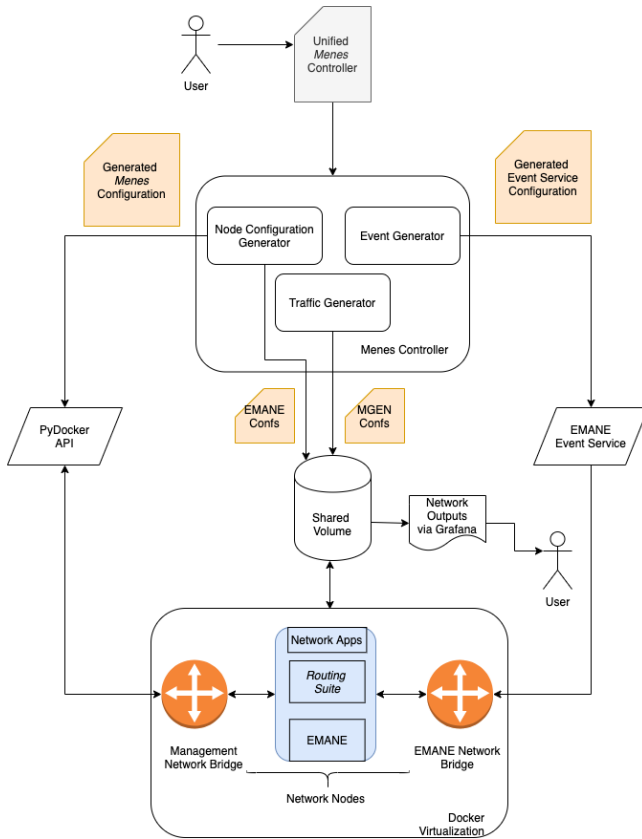 User
Unified
Menes
Controller
Generated
Menes
Configuration
Generated
Event Service
Configuration
Node Configuration
Generator
Event Generator
Traffic Generator
Menes Controller
EMANE
Confs
MGEN
Confs
PyDocker
API
EMANE
Event Service
Shared
Volume
Network
Outputs
via Grafana
User
Network Apps
Routing
Suite
EMANE
Management
Network Bridge
EMANE Network
Bridge
Network Nodes
Docker
Virtualization